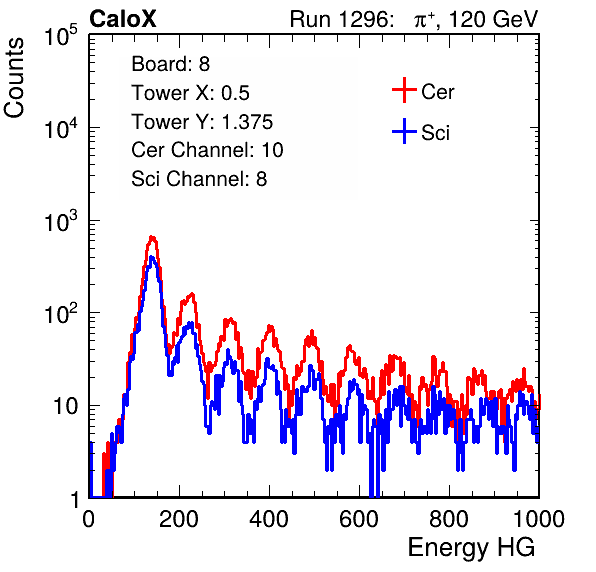 CaloX Run 1296: π⁺, 120 GeV
Counts
10⁵
10⁴
10³
10²
10
1
Board: 8
Tower X: 0.5
Tower Y: 1.375
Cer Channel: 10
Sci Channel: 8
Cer
Sci
0 200 400 600 800 1000
Energy HG